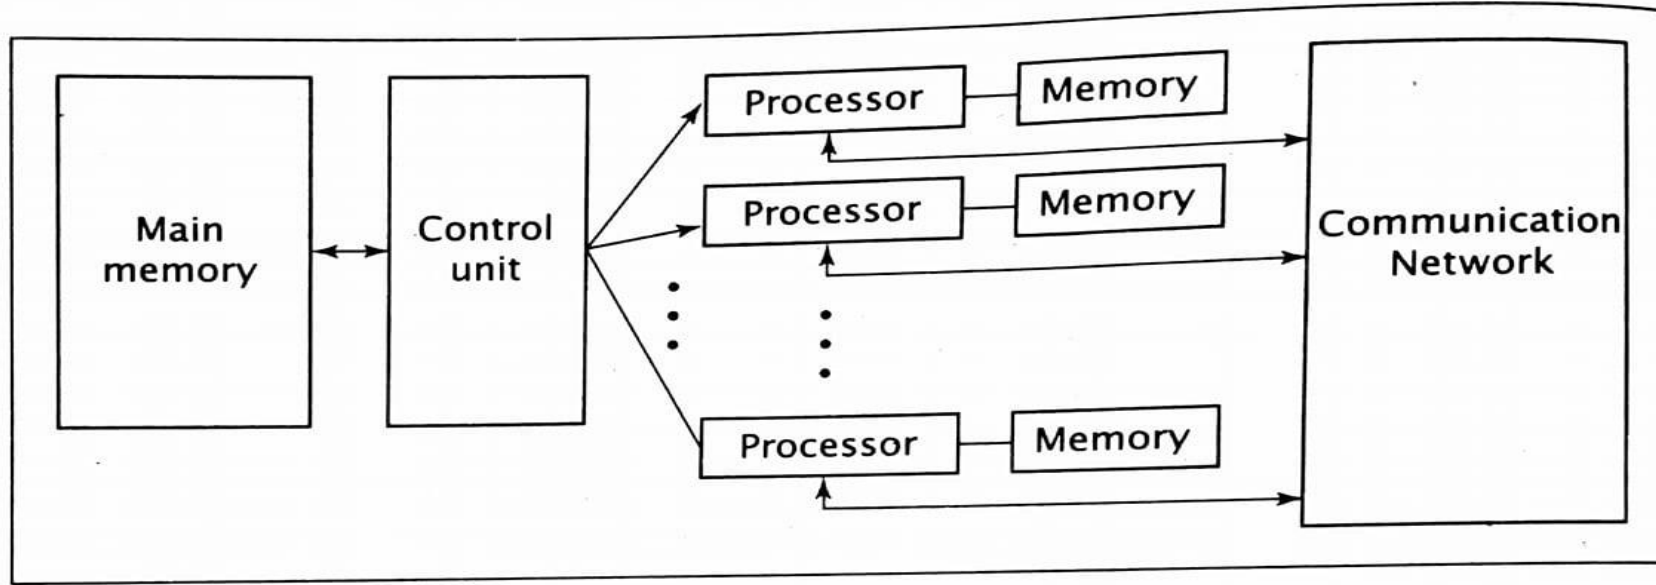 Main
memory
Control
unit
Processor
Memory
Processor
Memory
Processor
Memory
Communication
Network